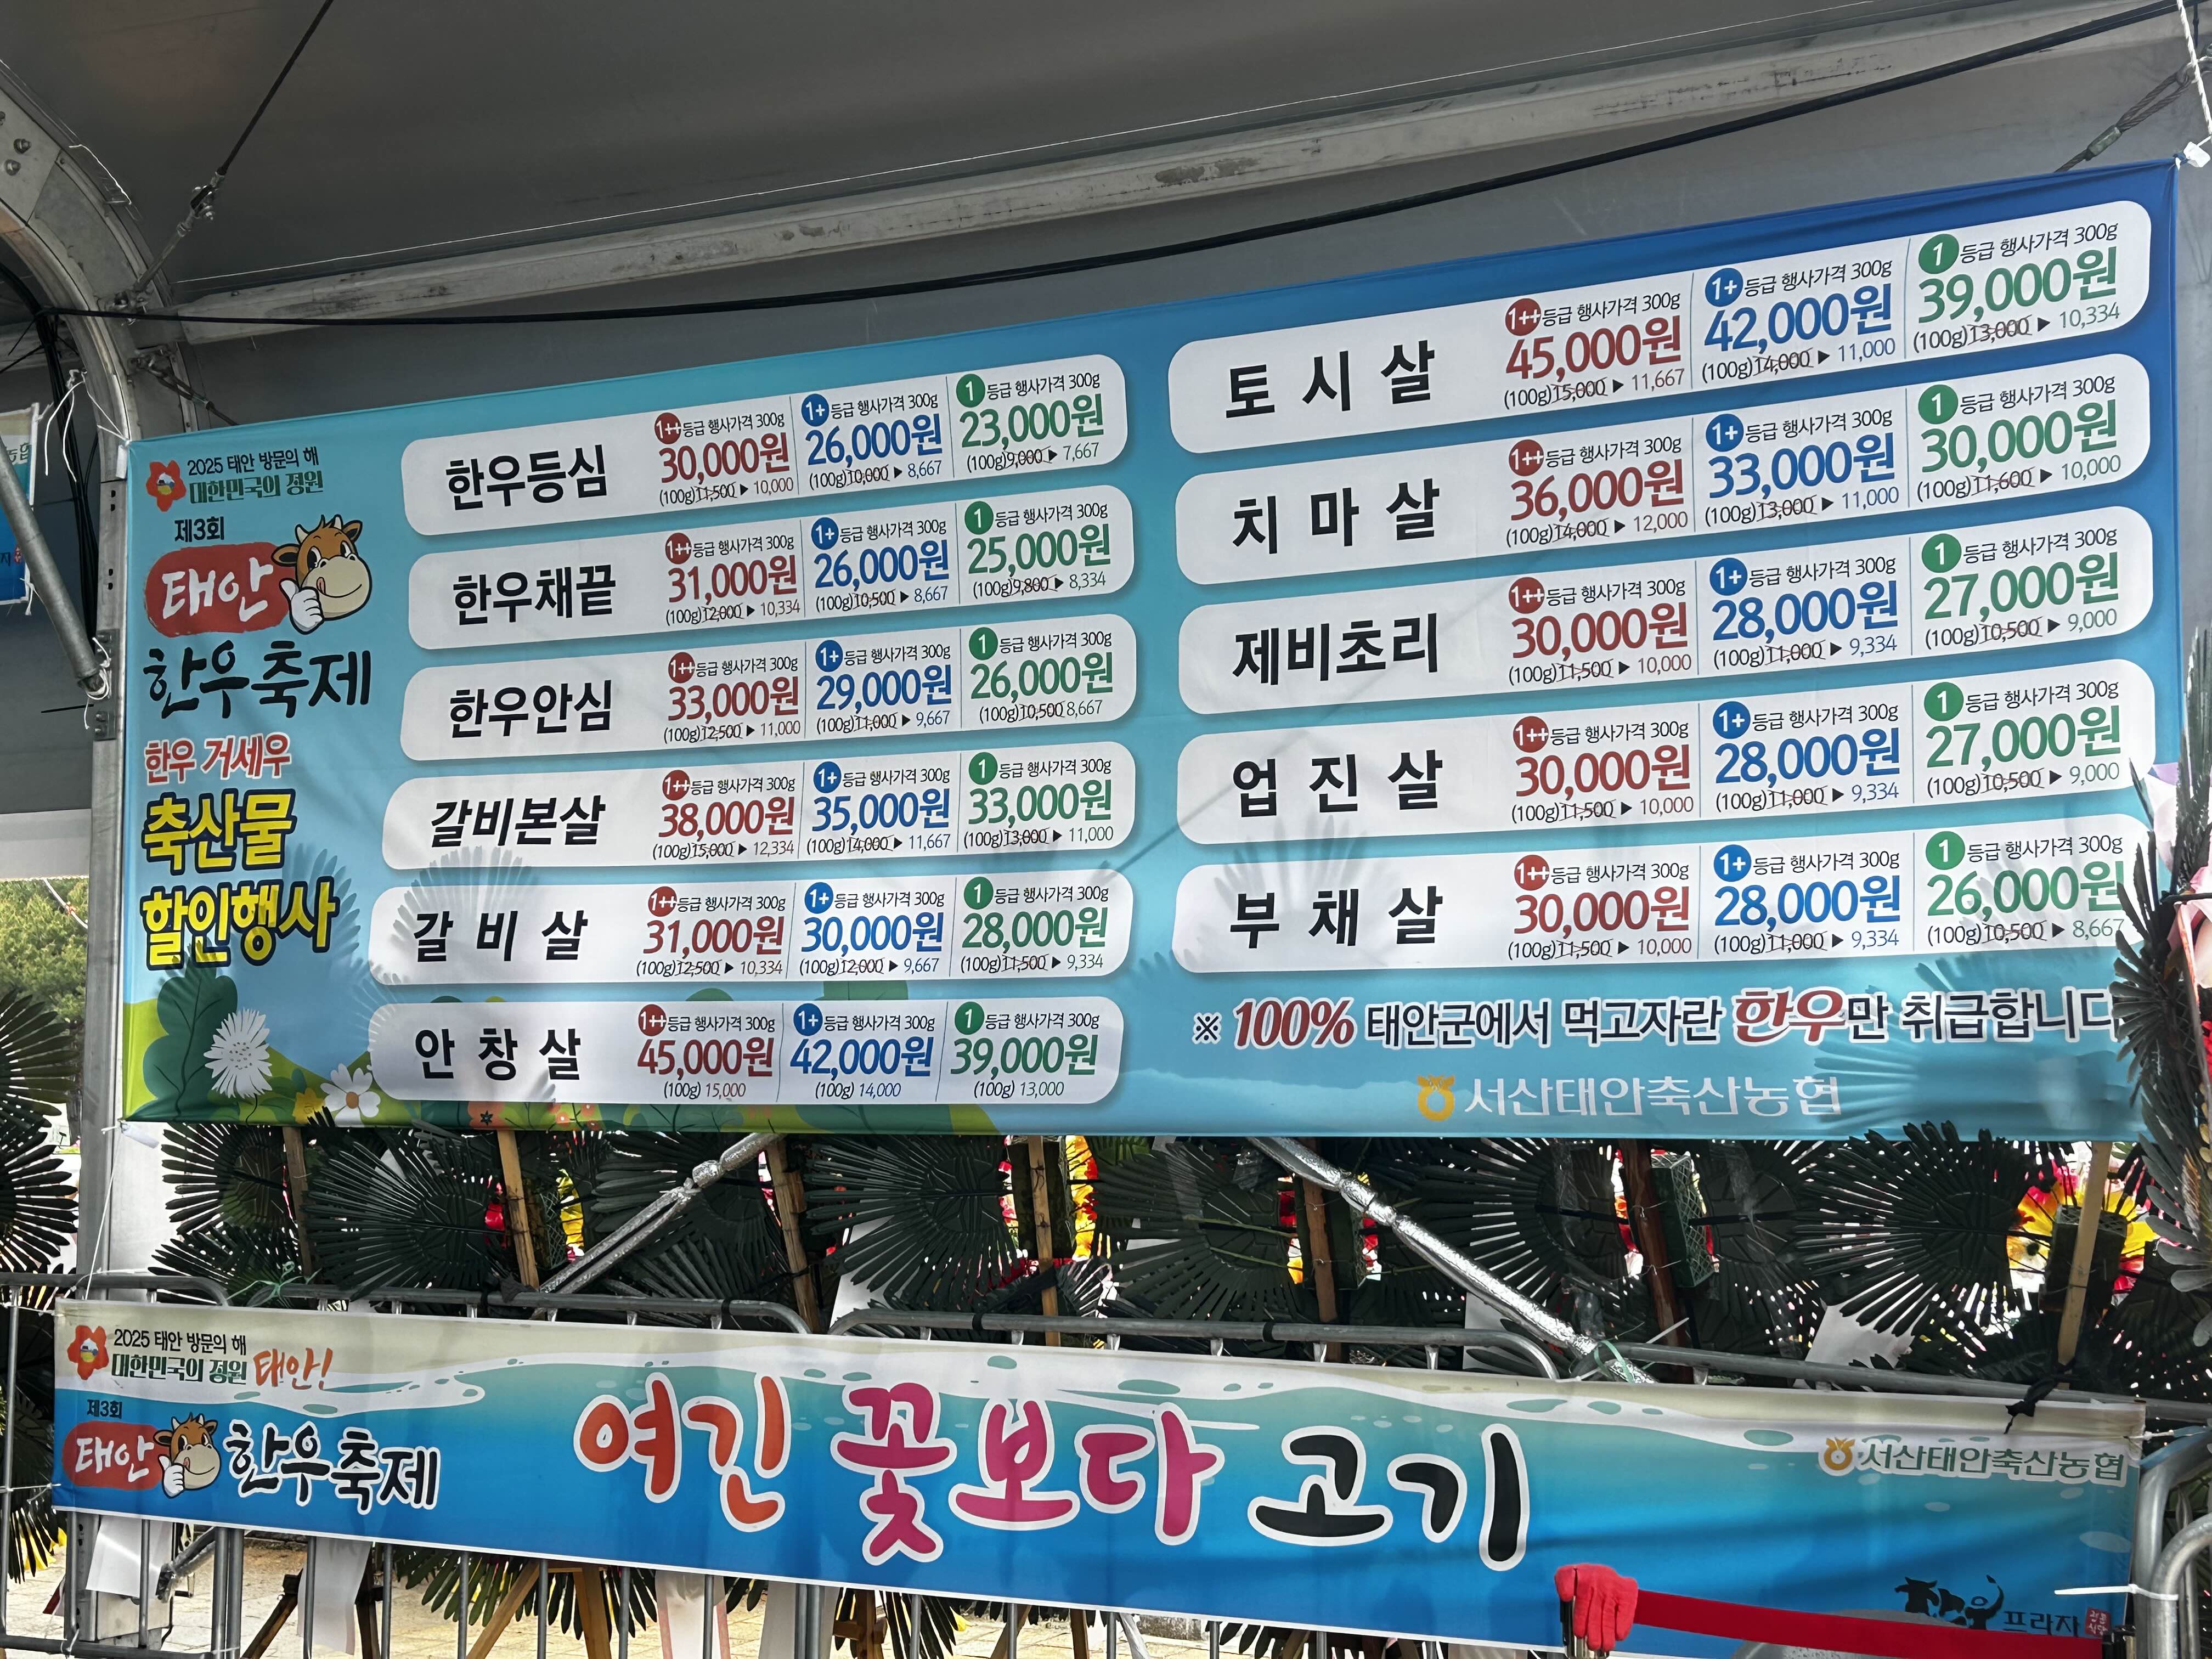 2025 태안 방문의 해
대한민국의 정원
제3회
태안
한우축제
한우 거세우
축산물
할인행사
한우등심
1++등급 행사가격 300g
30,000원
(100g)11,500 ▶ 10,000
1+등급 행사가격 300g
26,000원
(100g)10,000 ▶ 8,667
1등급 행사가격 300g
23,000원
(100g)9,000 ▶ 7,667
한우채끝
1++등급 행사가격 300g
31,000원
(100g)12,000 ▶ 10,334
1+등급 행사가격 300g
26,000원
(100g)10,500 ▶ 8,667
1등급 행사가격 300g
25,000원
(100g)9,800 ▶ 8,334
한우안심
1++등급 행사가격 300g
33,000원
(100g)12,500 ▶ 11,000
1+등급 행사가격 300g
29,000원
(100g)11,000 ▶ 9,667
1등급 행사가격 300g
26,000원
(100g)10,500 8,667
갈비본살
1++등급 행사가격 300g
38,000원
(100g)15,000 ▶ 12,334
1+등급 행사가격 300g
35,000원
(100g)14,000 ▶ 11,667
1등급 행사가격 300g
33,000원
(100g)13,000 ▶ 11,000
갈 비 살
1++등급 행사가격 300g
31,000원
(100g)12,500 ▶ 10,334
1+등급 행사가격 300g
30,000원
(100g)12,000 ▶ 9,667
1등급 행사가격 300g
28,000원
(100g)11,500 ▶ 9,334
안 창 살
1++등급 행사가격 300g
45,000원
(100g) 15,000
1+등급 행사가격 300g
42,000원
(100g) 14,000
1등급 행사가격 300g
39,000원
(100g) 13,000
토 시 살
1++등급 행사가격 300g
45,000원
(100g)15,000 ▶ 11,667
1+등급 행사가격 300g
42,000원
(100g)14,000 ▶ 11,000
1등급 행사가격 300g
39,000원
(100g)13,000 ▶ 10,334
치 마 살
1++등급 행사가격 300g
36,000원
(100g)14,000 ▶ 12,000
1+등급 행사가격 300g
33,000원
(100g)13,000 ▶ 11,000
1등급 행사가격 300g
30,000원
(100g)11,600 ▶ 10,000
제비초리
1++등급 행사가격 300g
30,000원
(100g)11,500 ▶ 10,000
1+등급 행사가격 300g
28,000원
(100g)11,000 ▶ 9,334
1등급 행사가격 300g
27,000원
(100g)10,500 ▶ 9,000
업 진 살
1++등급 행사가격 300g
30,000원
(100g)11,500 ▶ 10,000
1+등급 행사가격 300g
28,000원
(100g)11,000 ▶ 9,334
1등급 행사가격 300g
27,000원
(100g)10,500 ▶ 9,000
부 채 살
1++등급 행사가격 300g
30,000원
(100g)11,500 ▶ 10,000
1+등급 행사가격 300g
28,000원
(100g)11,000 ▶ 9,334
1등급 행사가격 300g
26,000원
(100g)10,500 ▶ 8,667
※ 100% 태안군에서 먹고자란 한우만 취급합니다
서산태안축산농협
2025 태안 방문의 해
대한민국의 정원 태안!
제3회
태안 한우축제
여긴 꽃보다 고기
서산태안축산농협
프라자